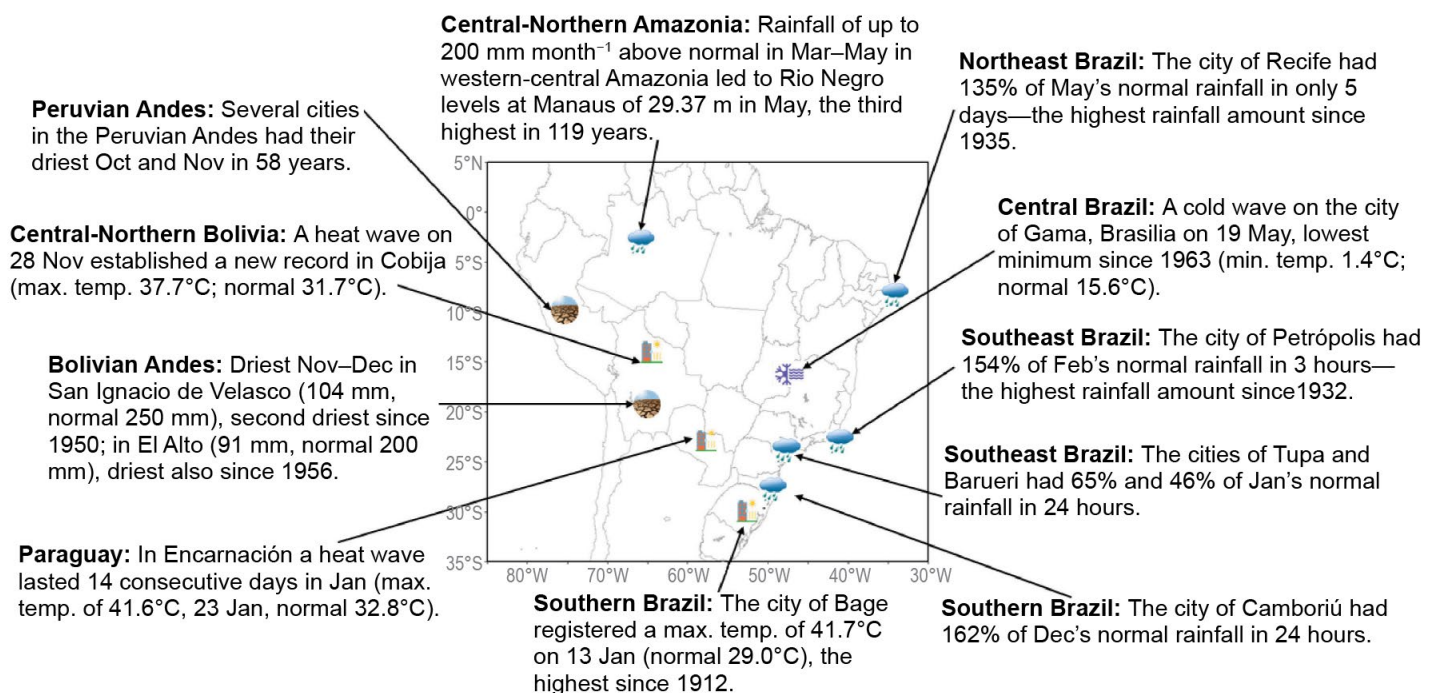 Central-Northern Amazonia: Rainfall of up to
200 mm month⁻¹ above normal in Mar–May in
western-central Amazonia led to Rio Negro
levels at Manaus of 29.37 m in May, the third
highest in 119 years.
Northeast Brazil: The city of Recife had
135% of May's normal rainfall in only 5
days—the highest rainfall amount since
1935.
Peruvian Andes: Several cities
in the Peruvian Andes had their
driest Oct and Nov in 58 years.
Central Brazil: A cold wave on the city
of Gama, Brasilia on 19 May, lowest
minimum since 1963 (min. temp. 1.4°C;
normal 15.6°C).
Central-Northern Bolivia: A heat wave on
28 Nov established a new record in Cobija
(max. temp. 37.7°C; normal 31.7°C).
Southeast Brazil: The city of Petrópolis had
154% of Feb's normal rainfall in 3 hours—
the highest rainfall amount since1932.
Bolivian Andes: Driest Nov–Dec in
San Ignacio de Velasco (104 mm,
normal 250 mm), second driest since
1950; in El Alto (91 mm, normal 200
mm), driest also since 1956.
Southeast Brazil: The cities of Tupa and
Barueri had 65% and 46% of Jan's normal
rainfall in 24 hours.
Paraguay: In Encarnación a heat wave
lasted 14 consecutive days in Jan (max.
temp. of 41.6°C, 23 Jan, normal 32.8°C).
Southern Brazil: The city of Bage
registered a max. temp. of 41.7°C
on 13 Jan (normal 29.0°C), the
highest since 1912.
Southern Brazil: The city of Camboriú had
162% of Dec's normal rainfall in 24 hours.
5°N
0°
5°S
10°S
15°S
20°S
25°S
30°S
35°S
80°W 70°W 60°W 50°W 40°W 30°W